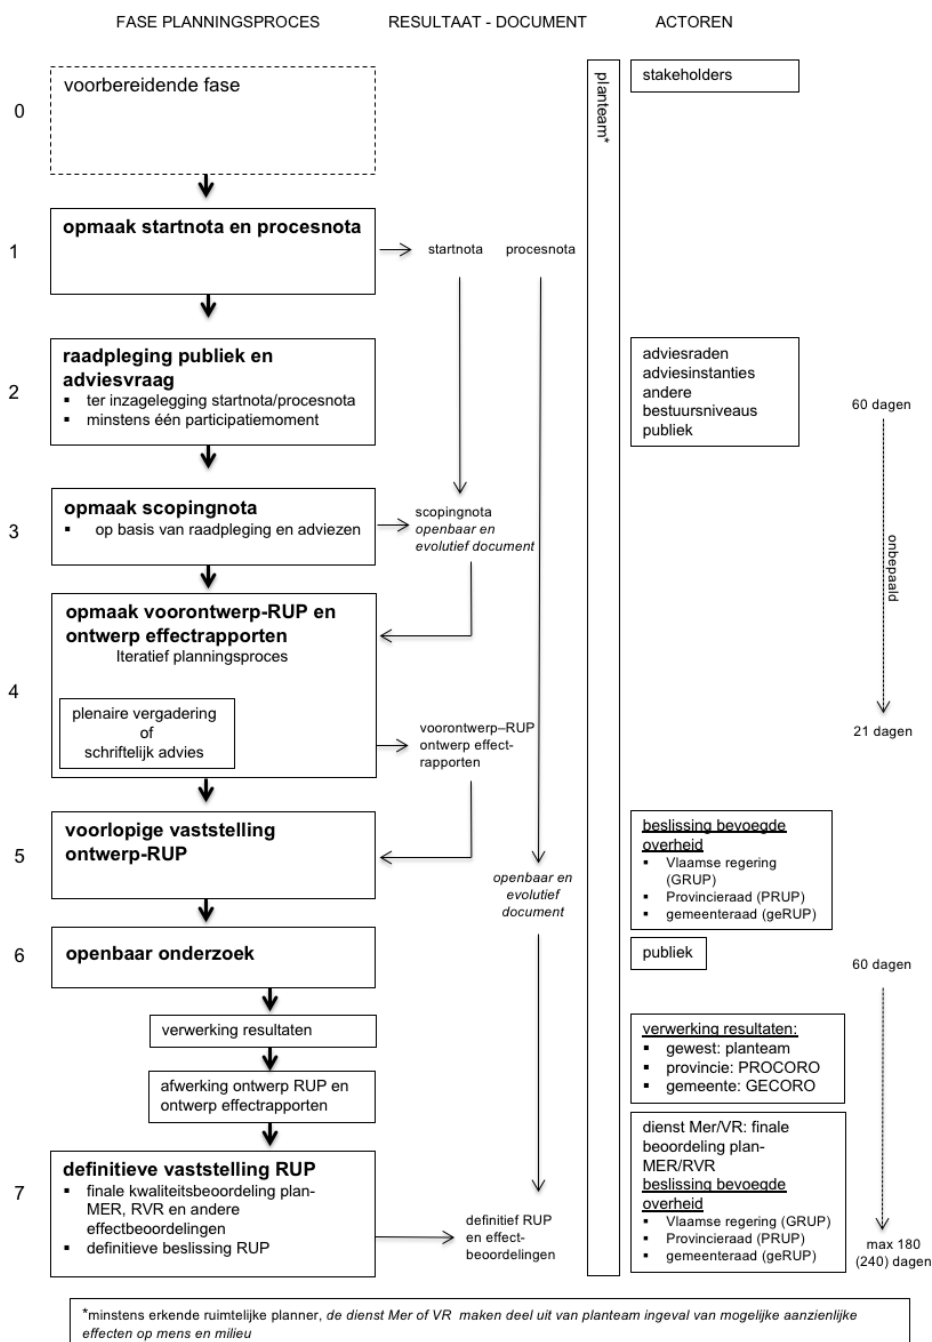 FASE PLANNINGSPROCES
RESULTAAT - DOCUMENT
ACTOREN
0
voorbereidende fase
planteam*
stakeholders
1
opmaak startnota en procesnota
startnota
procesnota
2
raadpleging publiek en
adviesvraag
▪ ter inzagelegging startnota/procesnota
▪ minstens één participatiemoment
adviesraden
adviesinstanties
andere
bestuursniveaus
publiek
60 dagen
3
opmaak scopingnota
▪ op basis van raadpleging en adviezen
scopingnota
openbaar en
evolutief document
onbepaald
4
opmaak voorontwerp-RUP en
ontwerp effectrapporten
Iteratief planningsproces
plenaire vergadering
of
schriftelijk advies
voorontwerp–RUP
ontwerp effect-
rapporten
21 dagen
5
voorlopige vaststelling
ontwerp-RUP
openbaar en
evolutief
document
beslissing bevoegde
overheid
▪ Vlaamse regering
(GRUP)
▪ Provincieraad (PRUP)
▪ gemeenteraad (geRUP)
6
openbaar onderzoek
publiek
60 dagen
verwerking resultaten
verwerking resultaten:
▪ gewest: planteam
▪ provincie: PROCORO
▪ gemeente: GECORO
afwerking ontwerp RUP en
ontwerp effectrapporten
7
definitieve vaststelling RUP
▪ finale kwaliteitsbeoordeling plan-
MER, RVR en andere
effectbeoordelingen
▪ definitieve beslissing RUP
definitief RUP
en effect-
beoordelingen
dienst Mer/VR: finale
beoordeling plan-
MER/RVR
beslissing bevoegde
overheid
▪ Vlaamse regering (GRUP)
▪ Provincieraad (PRUP)
▪ gemeenteraad (geRUP)
max 180
(240) dagen
*minstens erkende ruimtelijke planner, de dienst Mer of VR maken deel uit van planteam ingeval van mogelijke aanzienlijke
effecten op mens en milieu